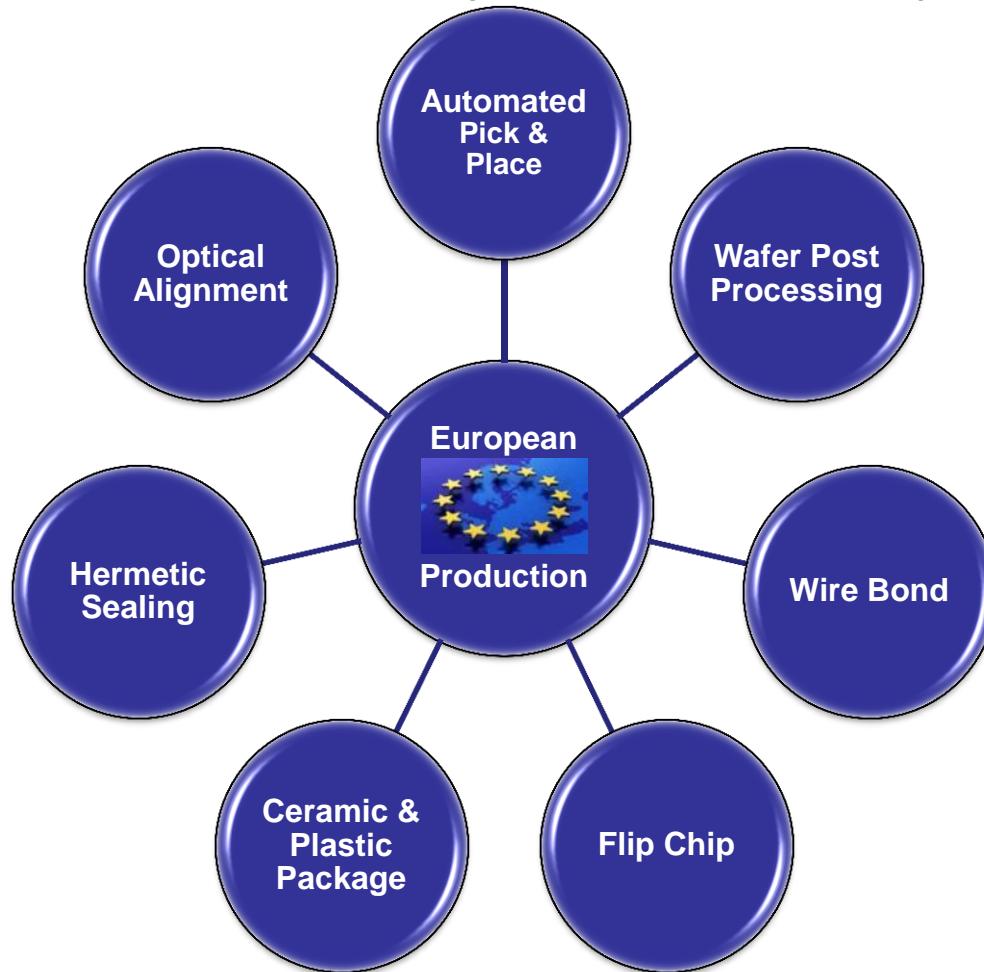 Automated
Pick &
Place
Optical
Alignment
Wafer Post
Processing
European
Production
Hermetic
Sealing
Wire Bond
Ceramic &
Plastic
Package
Flip Chip